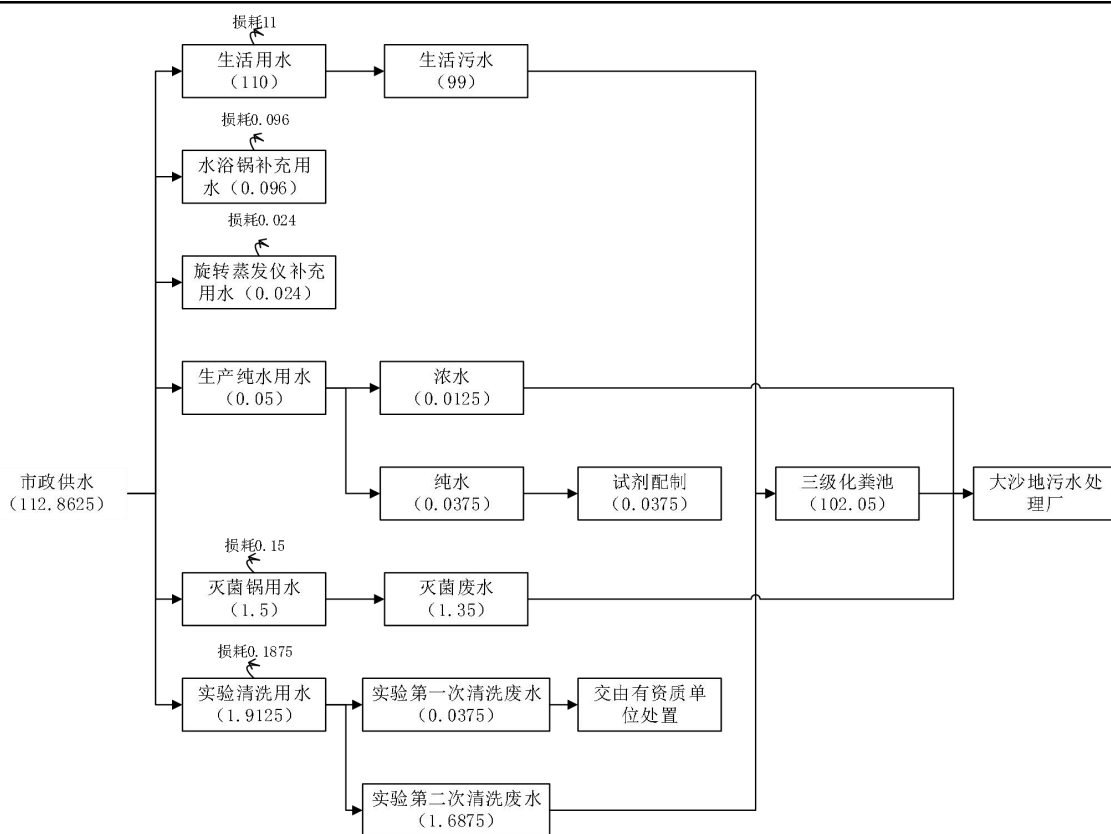 损耗11
生活用水
(110)
生活污水
(99)
损耗0.096
水浴锅补充用
水（0.096）
损耗0.024
旋转蒸发仪补充
用水（0.024）
生产纯水用水
(0.05)
浓水
(0.0125)
市政供水
(112.8625)
纯水
(0.0375)
试剂配制
(0.0375)
三级化粪池
(102.05)
大沙地污水处
理厂
损耗0.15
灭菌锅用水
(1.5)
灭菌废水
(1.35)
损耗0.1875
实验清洗用水
(1.9125)
实验第一次清洗废水
(0.0375)
交由有资质单
位处置
实验第二次清洗废水
(1.6875)